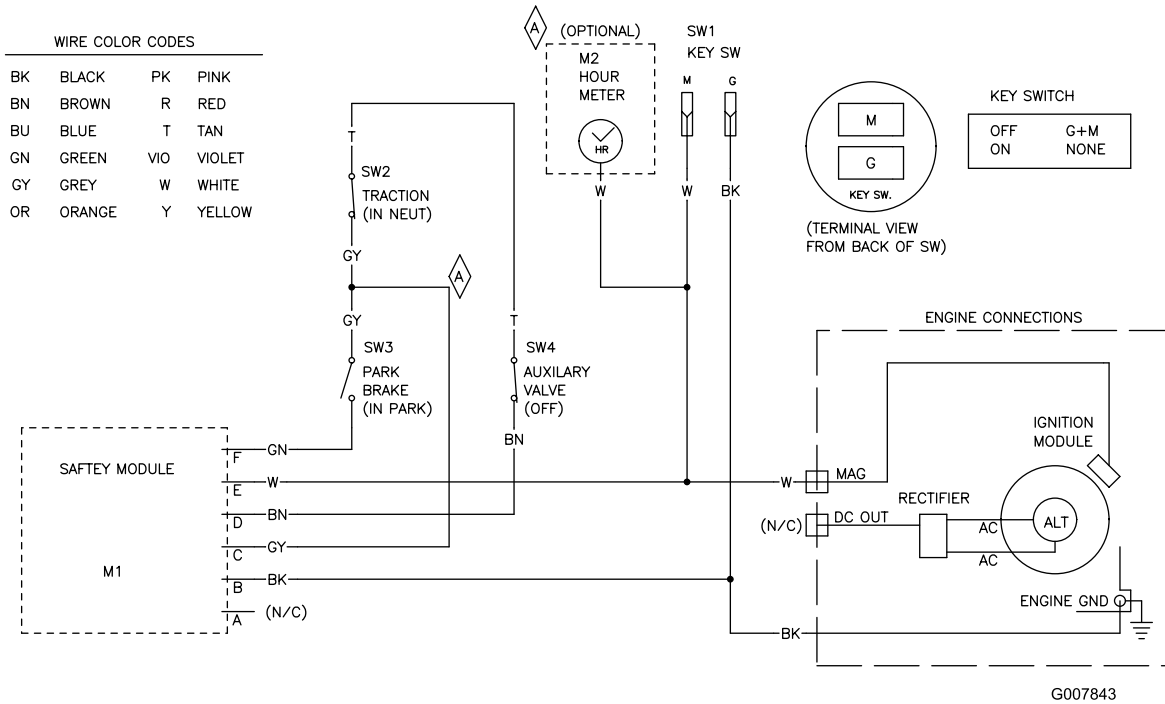 WIRE COLOR CODES
BK BLACK PK PINK
BN BROWN R RED
BU BLUE T TAN
GN GREEN VIO VIOLET
GY GREY W WHITE
OR ORANGE Y YELLOW
A
(OPTIONAL)
M2
HOUR
METER
HR
W
SW1
KEY SW
M G
W BK
M
G
KEY SW.
(TERMINAL VIEW
FROM BACK OF SW)
KEY SWITCH
OFF G+M
ON NONE
T
SW2
TRACTION
(IN NEUT)
GY
A
GY
SW3
PARK
BRAKE
(IN PARK)
T
SW4
AUXILARY
VALVE
(OFF)
BN
SAFTEY MODULE
M1
F GN
E W
D BN
C GY
B BK
A (N/C)
ENGINE CONNECTIONS
IGNITION
MODULE
W MAG
RECTIFIER
(N/C) DC OUT
AC
AC
ALT
ENGINE GND
BK
G007843